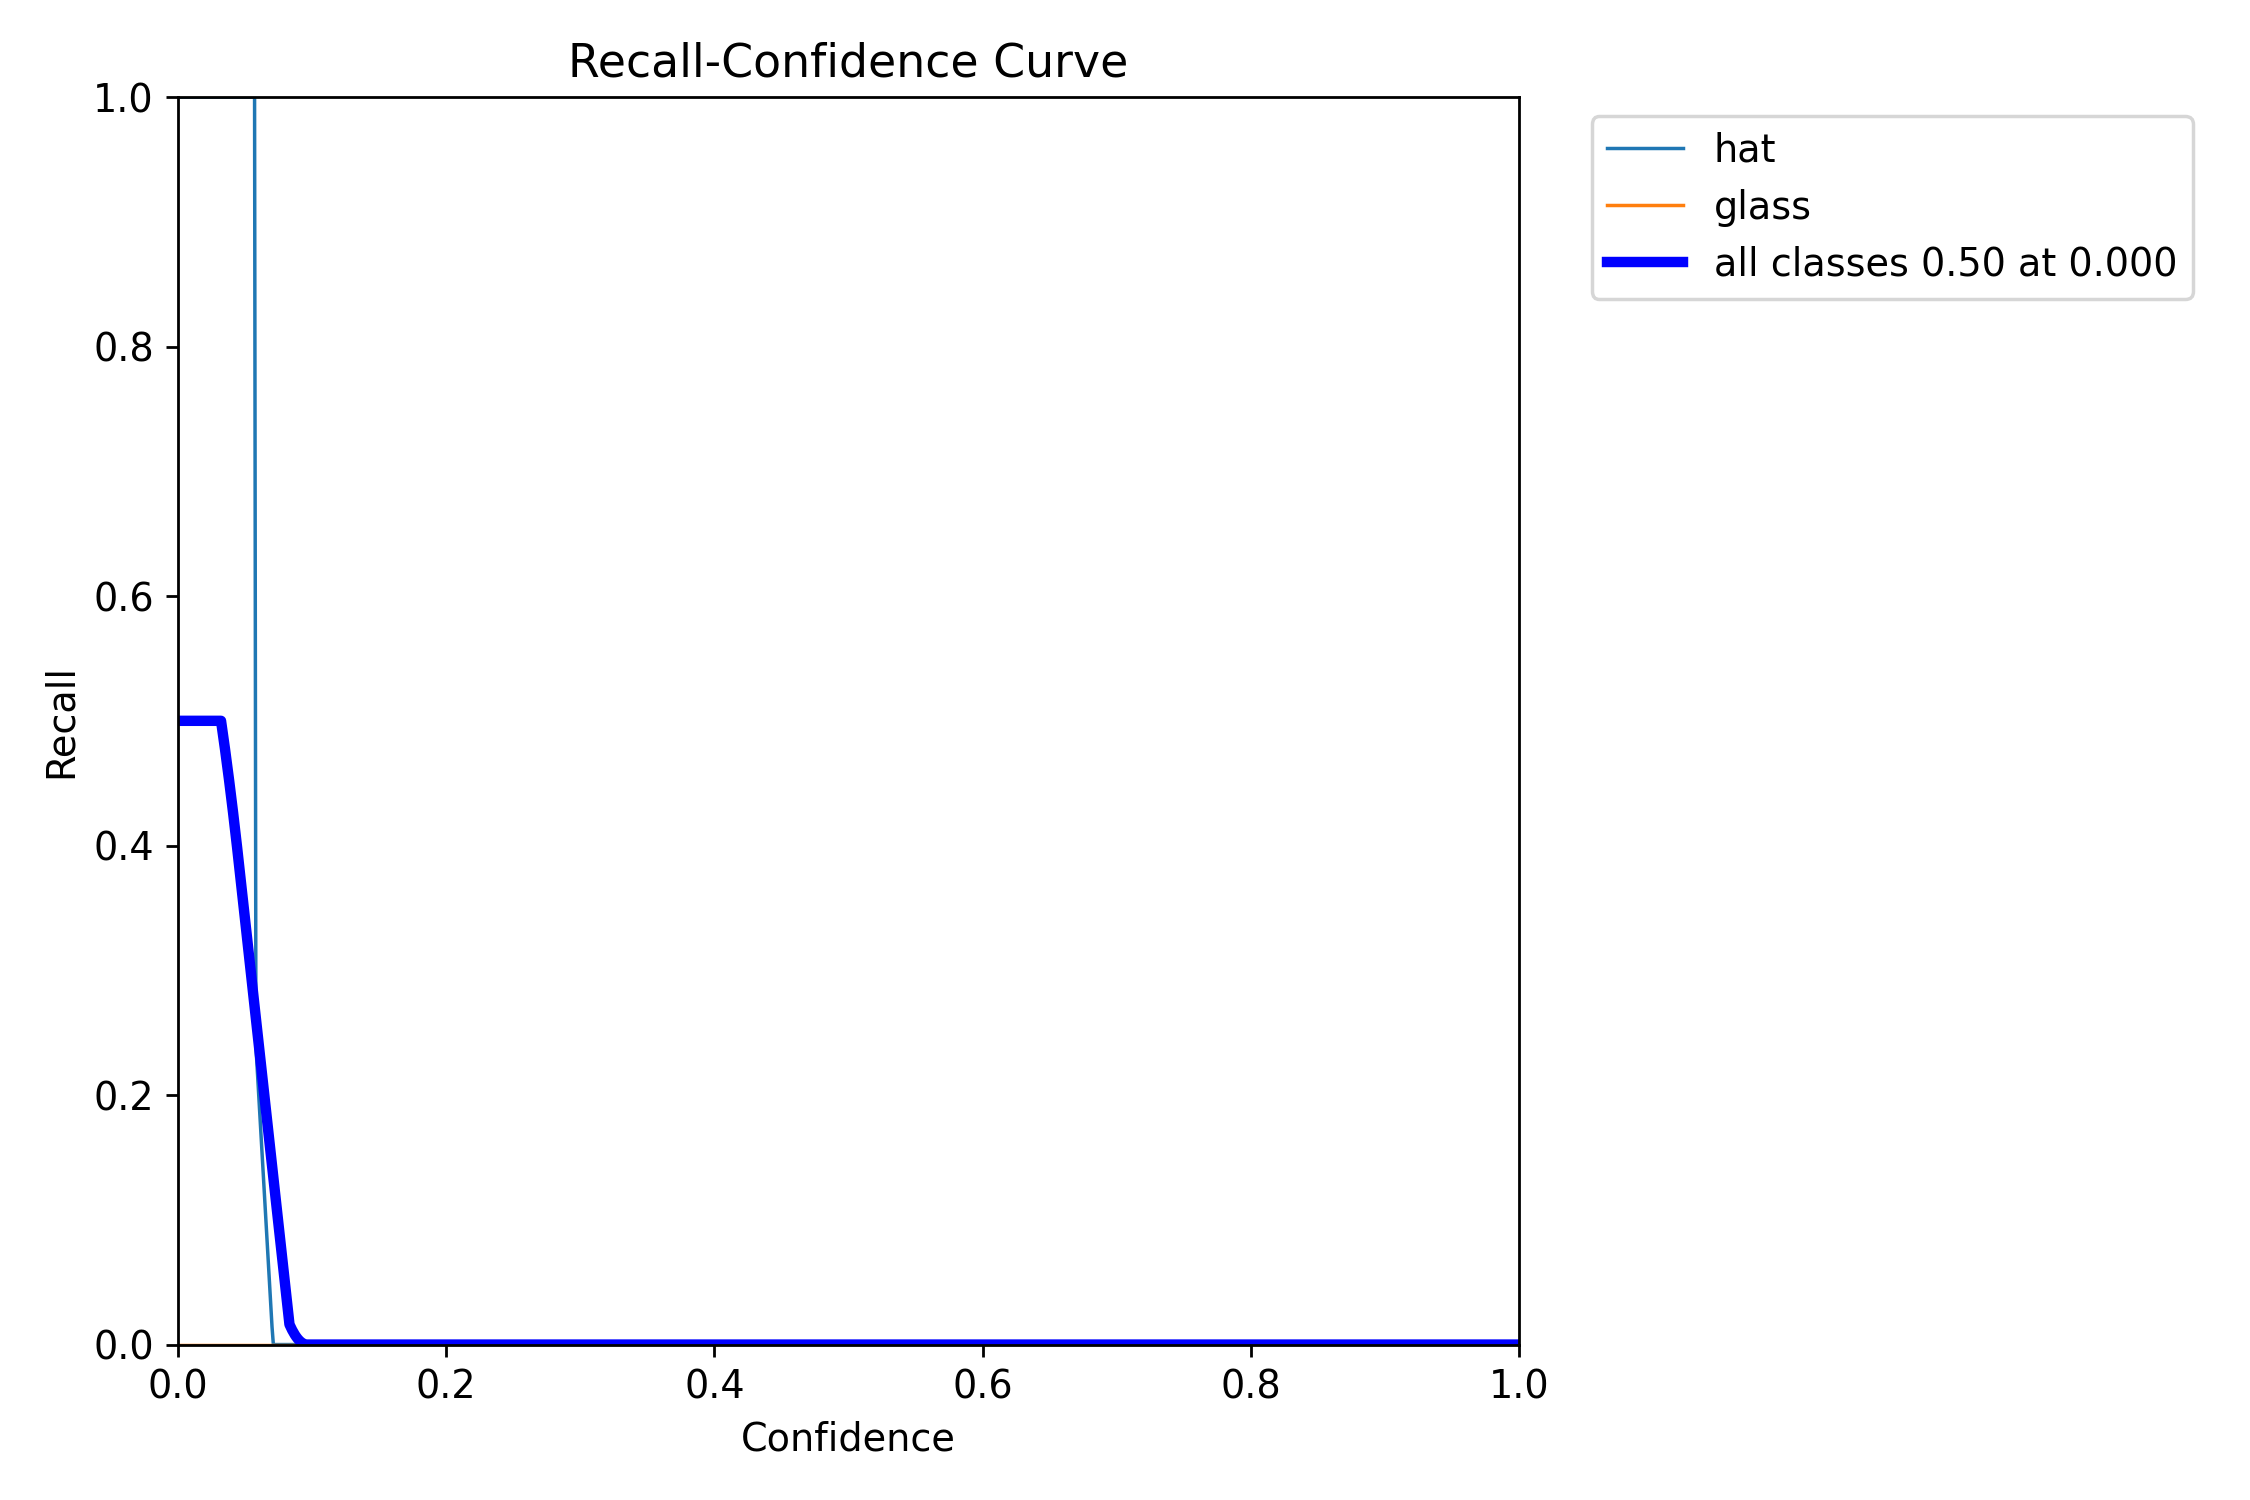 Recall-Confidence Curve
1.0
0.8
0.6
0.4
0.2
0.0
Recall
0.0 0.2 0.4 0.6 0.8 1.0
Confidence
hat
glass
all classes 0.50 at 0.000